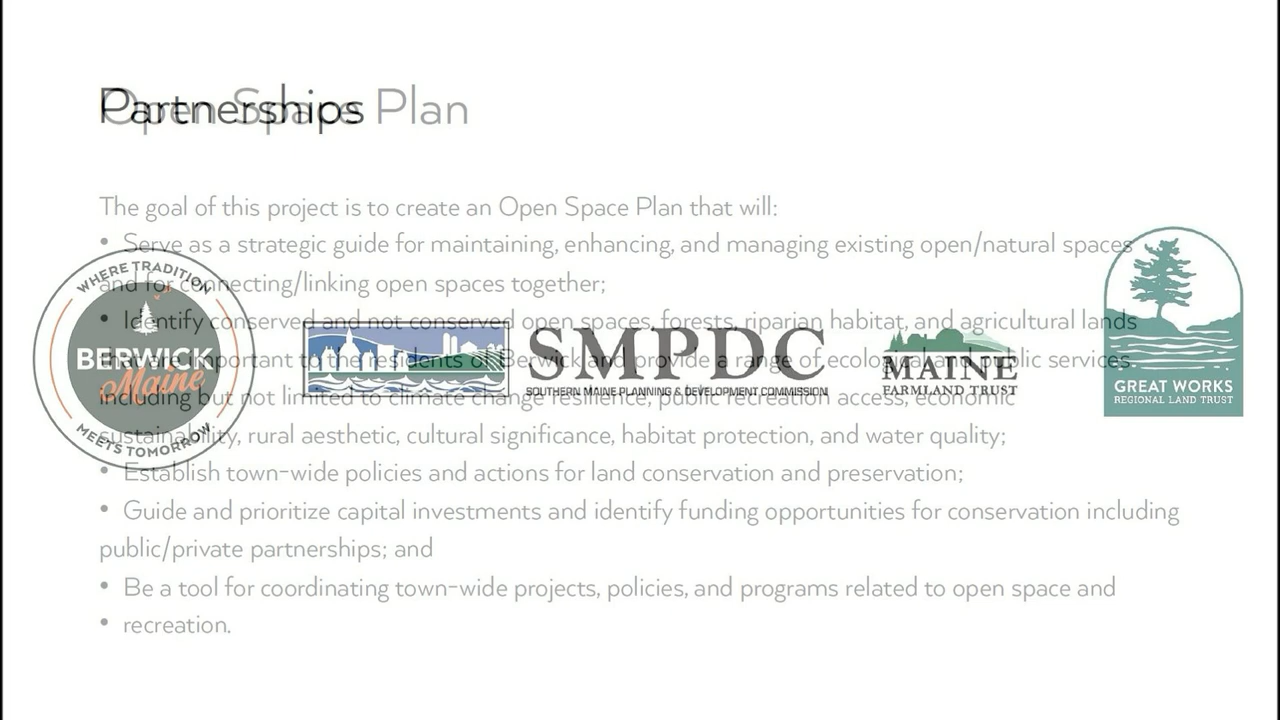 Partnerships
Open Space Plan
The goal of this project is to create an Open Space Plan that will:
• Serve as a strategic guide for maintaining, enhancing, and managing existing open/natural spaces
and for connecting/linking open spaces together;
• Identify conserved and not conserved open spaces, forests, riparian habitat, and agricultural lands
important to the residents of Berwick and provide a range of public services
including but not limited to climate change resilience, public recreation access, economic
sustainability, rural aesthetic, cultural significance, habitat protection, and water quality;
• Establish town-wide policies and actions for land conservation and preservation;
• Guide and prioritize capital investments and identify funding opportunities for conservation including
public/private partnerships; and
• Be a tool for coordinating town-wide projects, policies, and programs related to open space and
• recreation.
WHERE TRADITION
BERWICK
Maine
MEETS TOMORROW
SMPDC
SOUTHERN MAINE PLANNING & DEVELOPMENT COMMISSION
MAINE
FARMLAND TRUST
GREAT WORKS
REGIONAL LAND TRUST